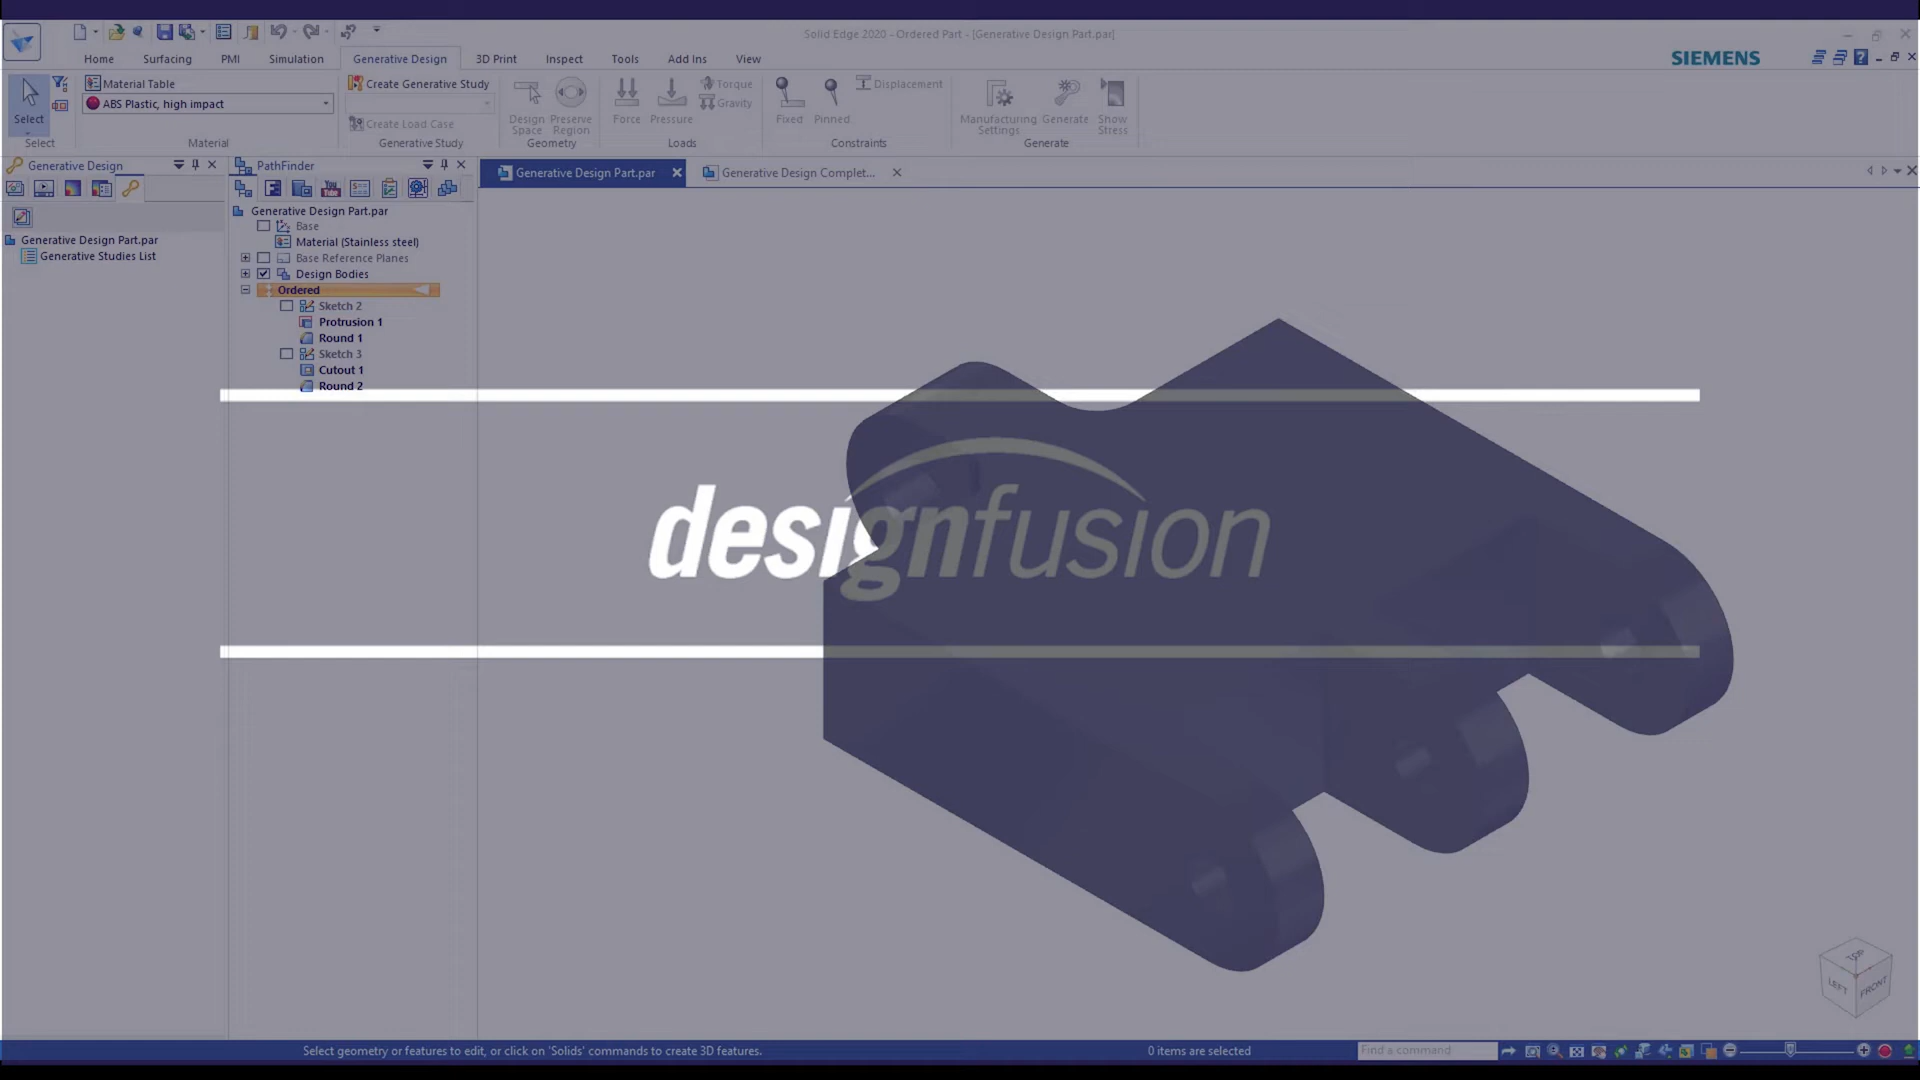 Solid Edge 2020 - Ordered Part - [Generative Design Part.par]
Home Surfacing PMI Simulation Generative Design 3D Print Inspect Tools Add Ins View
SIEMENS
Select
Select
Material Table
ABS Plastic, high impact
Material
Create Generative Study
Create Load Case
Generative Study
Design Space
Preserve Region
Geometry
Force
Pressure
Torque
Gravity
Loads
Fixed
Pinned
Displacement
Constraints
Manufacturing Settings
Generate
Show Stress
Generate
Generative Design
Generative Design Part.par
Generative Studies List
PathFinder
You Tube
Generative Design Part.par
Base
Material (Stainless steel)
Base Reference Planes
Design Bodies
Ordered
Sketch 2
Protrusion 1
Round 1
Sketch 3
Cutout 1
Round 2
Generative Design Part.par
Generative Design Complet...
designfusion
TOP
LEFT
FRONT
Select geometry or features to edit, or click on 'Solids' commands to create 3D features.
0 items are selected
Find a command